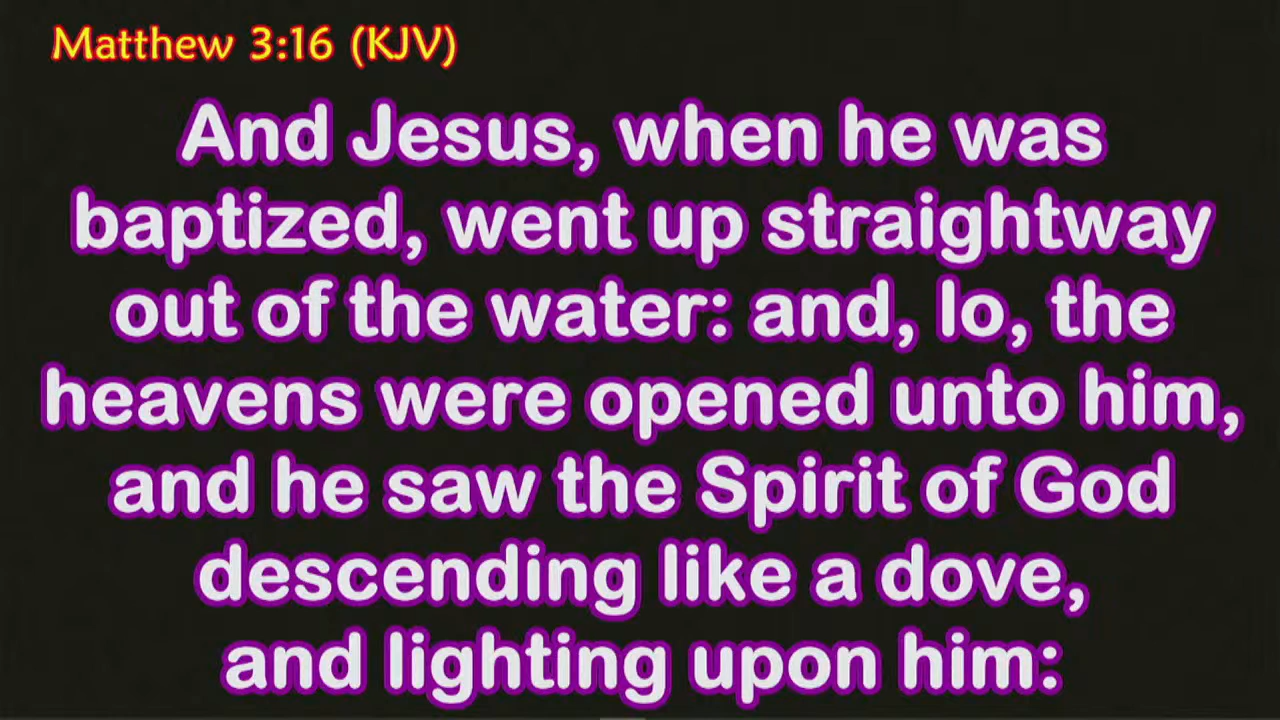 Matthew 3:16 (KJV)
And Jesus, when he was
baptized, went up straightway
out of the water: and, lo, the
heavens were opened unto him,
and he saw the Spirit of God
descending like a dove,
and lighting upon him: